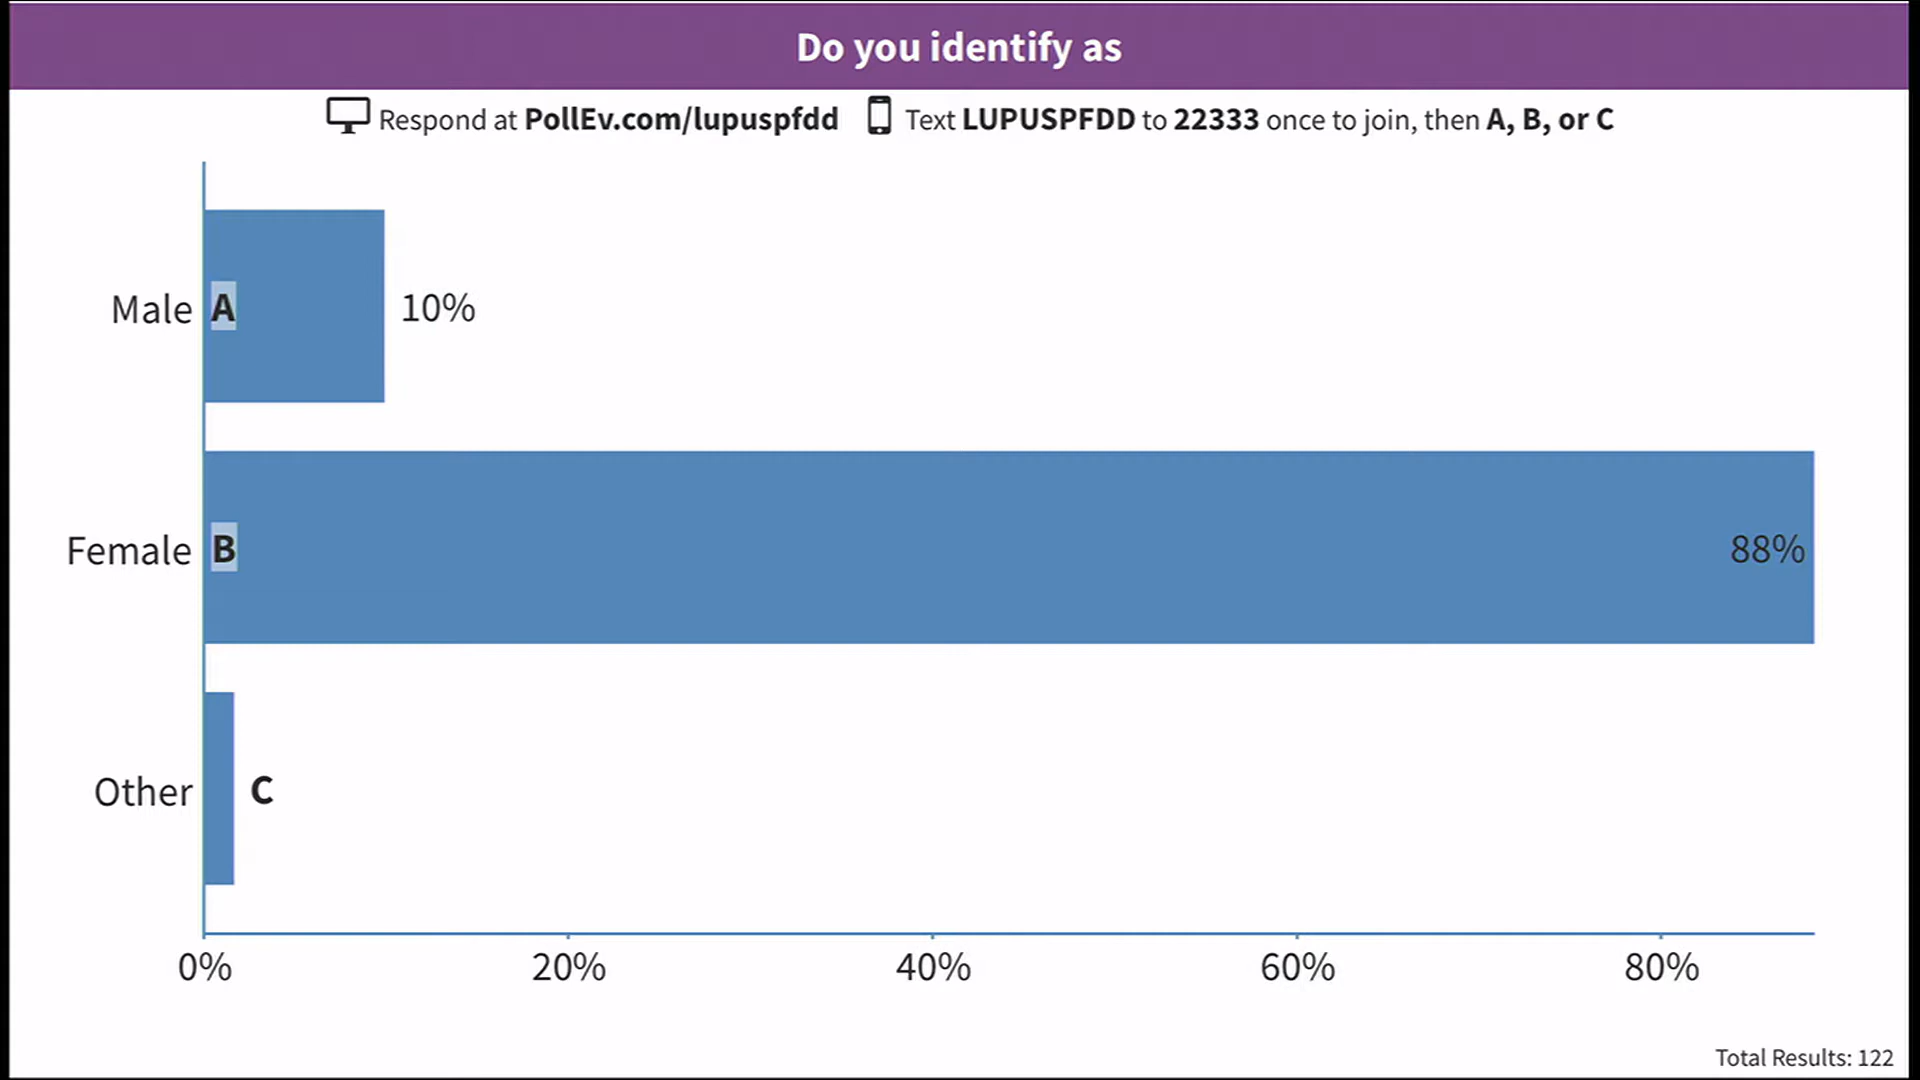 Do you identify as
Respond at PollEv.com/lupuspfdd Text LUPUSPFDD to 22333 once to join, then A, B, or C
Male A 10%
Female B 88%
Other C
0% 20% 40% 60% 80%
Total Results: 122